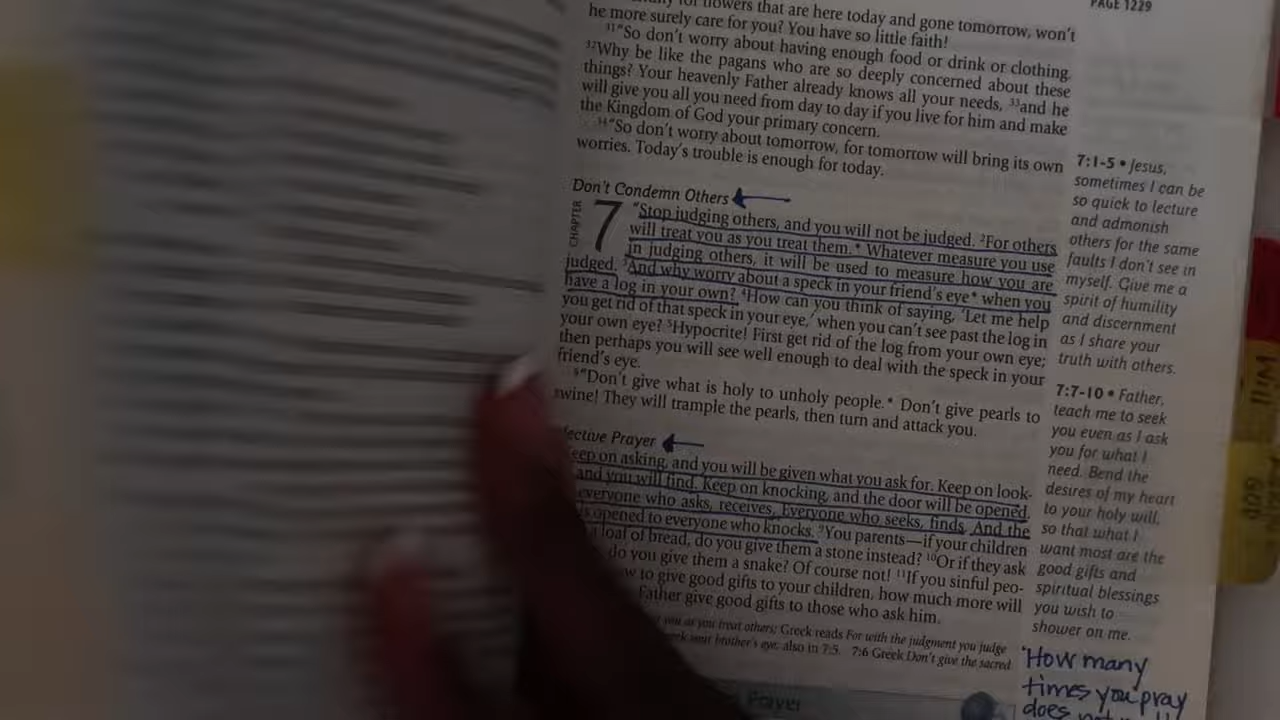 PAGE 1229
flowers that are here today and gone tomorrow, won't
he more surely care for you? You have so little faith!
31"So don't worry about having enough food or drink or clothing.
32Why be like the pagans who are so deeply concerned about these
things? Your heavenly Father already knows all your needs, 33and he
will give you all you need from day to day if you live for him and make
the Kingdom of God your primary concern.
34"So don't worry about tomorrow, for tomorrow will bring its own
worries. Today's trouble is enough for today.
Don't Condemn Others
CHAPTER
7
"Stop judging others, and you will not be judged. 2For others
will treat you as you treat them.* Whatever measure you use
in judging others, it will be used to measure how you are
judged. 3And why worry about a speck in your friend's eye* when you
have a log in your own? 4How can you think of saying, 'Let me help
you get rid of that speck in your eye,' when you can't see past the log in
your own eye? 5Hypocrite! First get rid of the log from your own eye;
then perhaps you will see well enough to deal with the speck in your
friend's eye.
6"Don't give what is holy to unholy people.* Don't give pearls to
swine! They will trample the pearls, then turn and attack you.
fective Prayer
eep on asking, and you will be given what you ask for. Keep on look-
and you will find. Keep on knocking, and the door will be opened.
everyone who asks, receives. Everyone who seeks, finds. And the
is opened to everyone who knocks. 9You parents—if your children
a loaf of bread, do you give them a stone instead? 10Or if they ask
do you give them a snake? Of course not! 11If you sinful peo-
ow to give good gifts to your children, how much more will
Father give good gifts to those who ask him.
you as you treat others; Greek reads For with the judgment you judge
your brother's eye; also in 7:5. 7:6 Greek Don't give the sacred
Prayer
7:1-5 • Jesus,
sometimes I can be
so quick to lecture
and admonish
others for the same
faults I don't see in
myself. Give me a
spirit of humility
and discernment
as I share your
truth with others.
7:7-10 • Father,
teach me to seek
you even as I ask
you for what I
need. Bend the
desires of my heart
to your holy will,
so that what I
want most are the
good gifts and
spiritual blessings
you wish to
shower on me.
"How many
times you pray
does